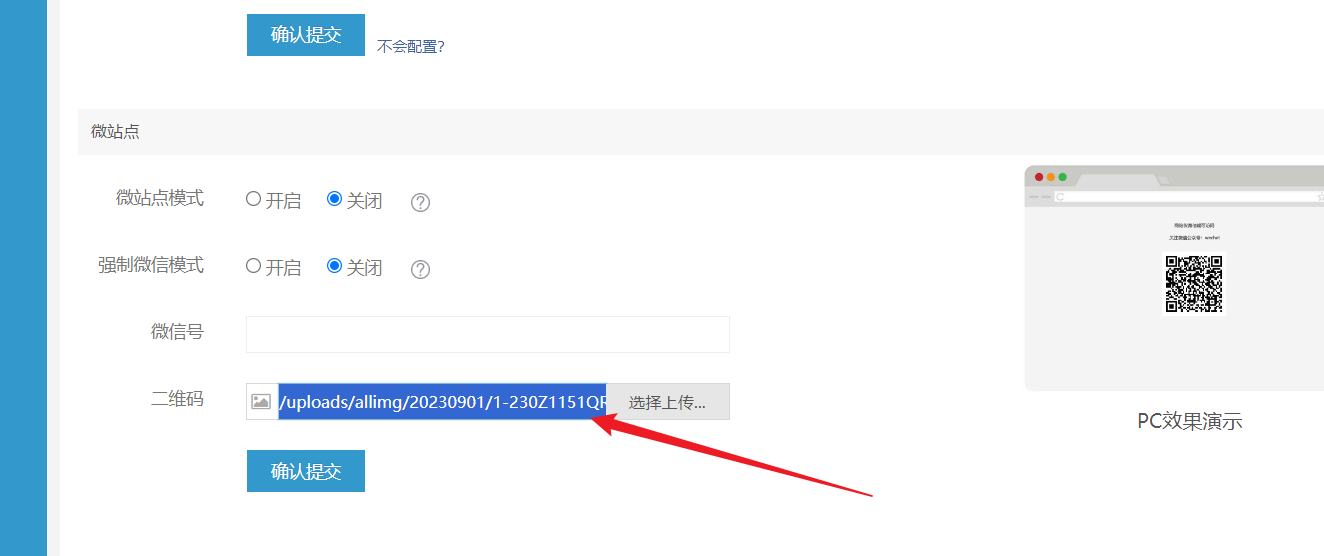 确认提交
不会配置?
微站点
微站点模式
开启
关闭
强制微信模式
开启
关闭
微信号
二维码
/uploads/allimg/20230901/1-230Z1151QR
选择上传...
确认提交
PC效果演示